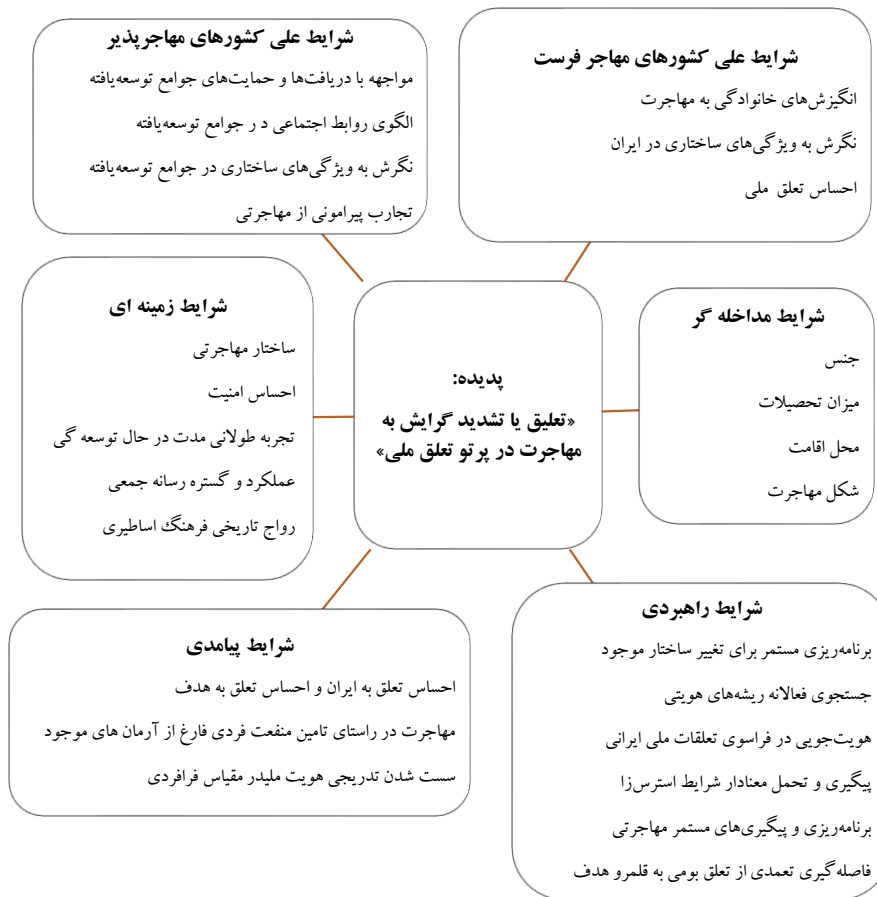 شرایط علی کشورهای مهاجر فرست
انگیزش‌های خانوادگی به مهاجرت
نگرش به ویژگی‌های ساختاری در ایران
احساس تعلق ملی
شرایط علی کشورهای مهاجرپذیر
مواجهه با دریافت‌ها و حمایت‌های جوامع توسعه‌یافته
الگوی روابط اجتماعی د ر جوامع توسعه‌یافته
نگرش به ویژگی‌های ساختاری در جوامع توسعه‌یافته
تجارب پیرامونی از مهاجرتی
شرایط مداخله گر
جنس
میزان تحصیلات
محل اقامت
شکل مهاجرت
پدیده:
«تعلیق یا تشدید گرایش به
مهاجرت در پرتو تعلق ملی»
شرایط زمینه ای
ساختار مهاجرتی
احساس امنیت
تجربه طولانی مدت در حال توسعه گی
عملکرد و گستره رسانه جمعی
رواج تاریخی فرهنگ اساطیری
شرایط راهبردی
برنامه‌ریزی مستمر برای تغییر ساختار موجود
جستجوی فعالانه ریشه‌های هویتی
هویت‌جویی در فراسوی تعلقات ملی ایرانی
پیگیری و تحمل معنادار شرایط استرس‌زا
برنامه‌ریزی و پیگیری‌های مستمر مهاجرتی
فاصله‌گیری تعمدی از تعلق بومی به قلمرو هدف
شرایط پیامدی
احساس تعلق به ایران و احساس تعلق به هدف
مهاجرت در راستای تامین منفعت فردی فارغ از آرمان های موجود
سست شدن تدریجی هویت ملیدر مقیاس فرافردی